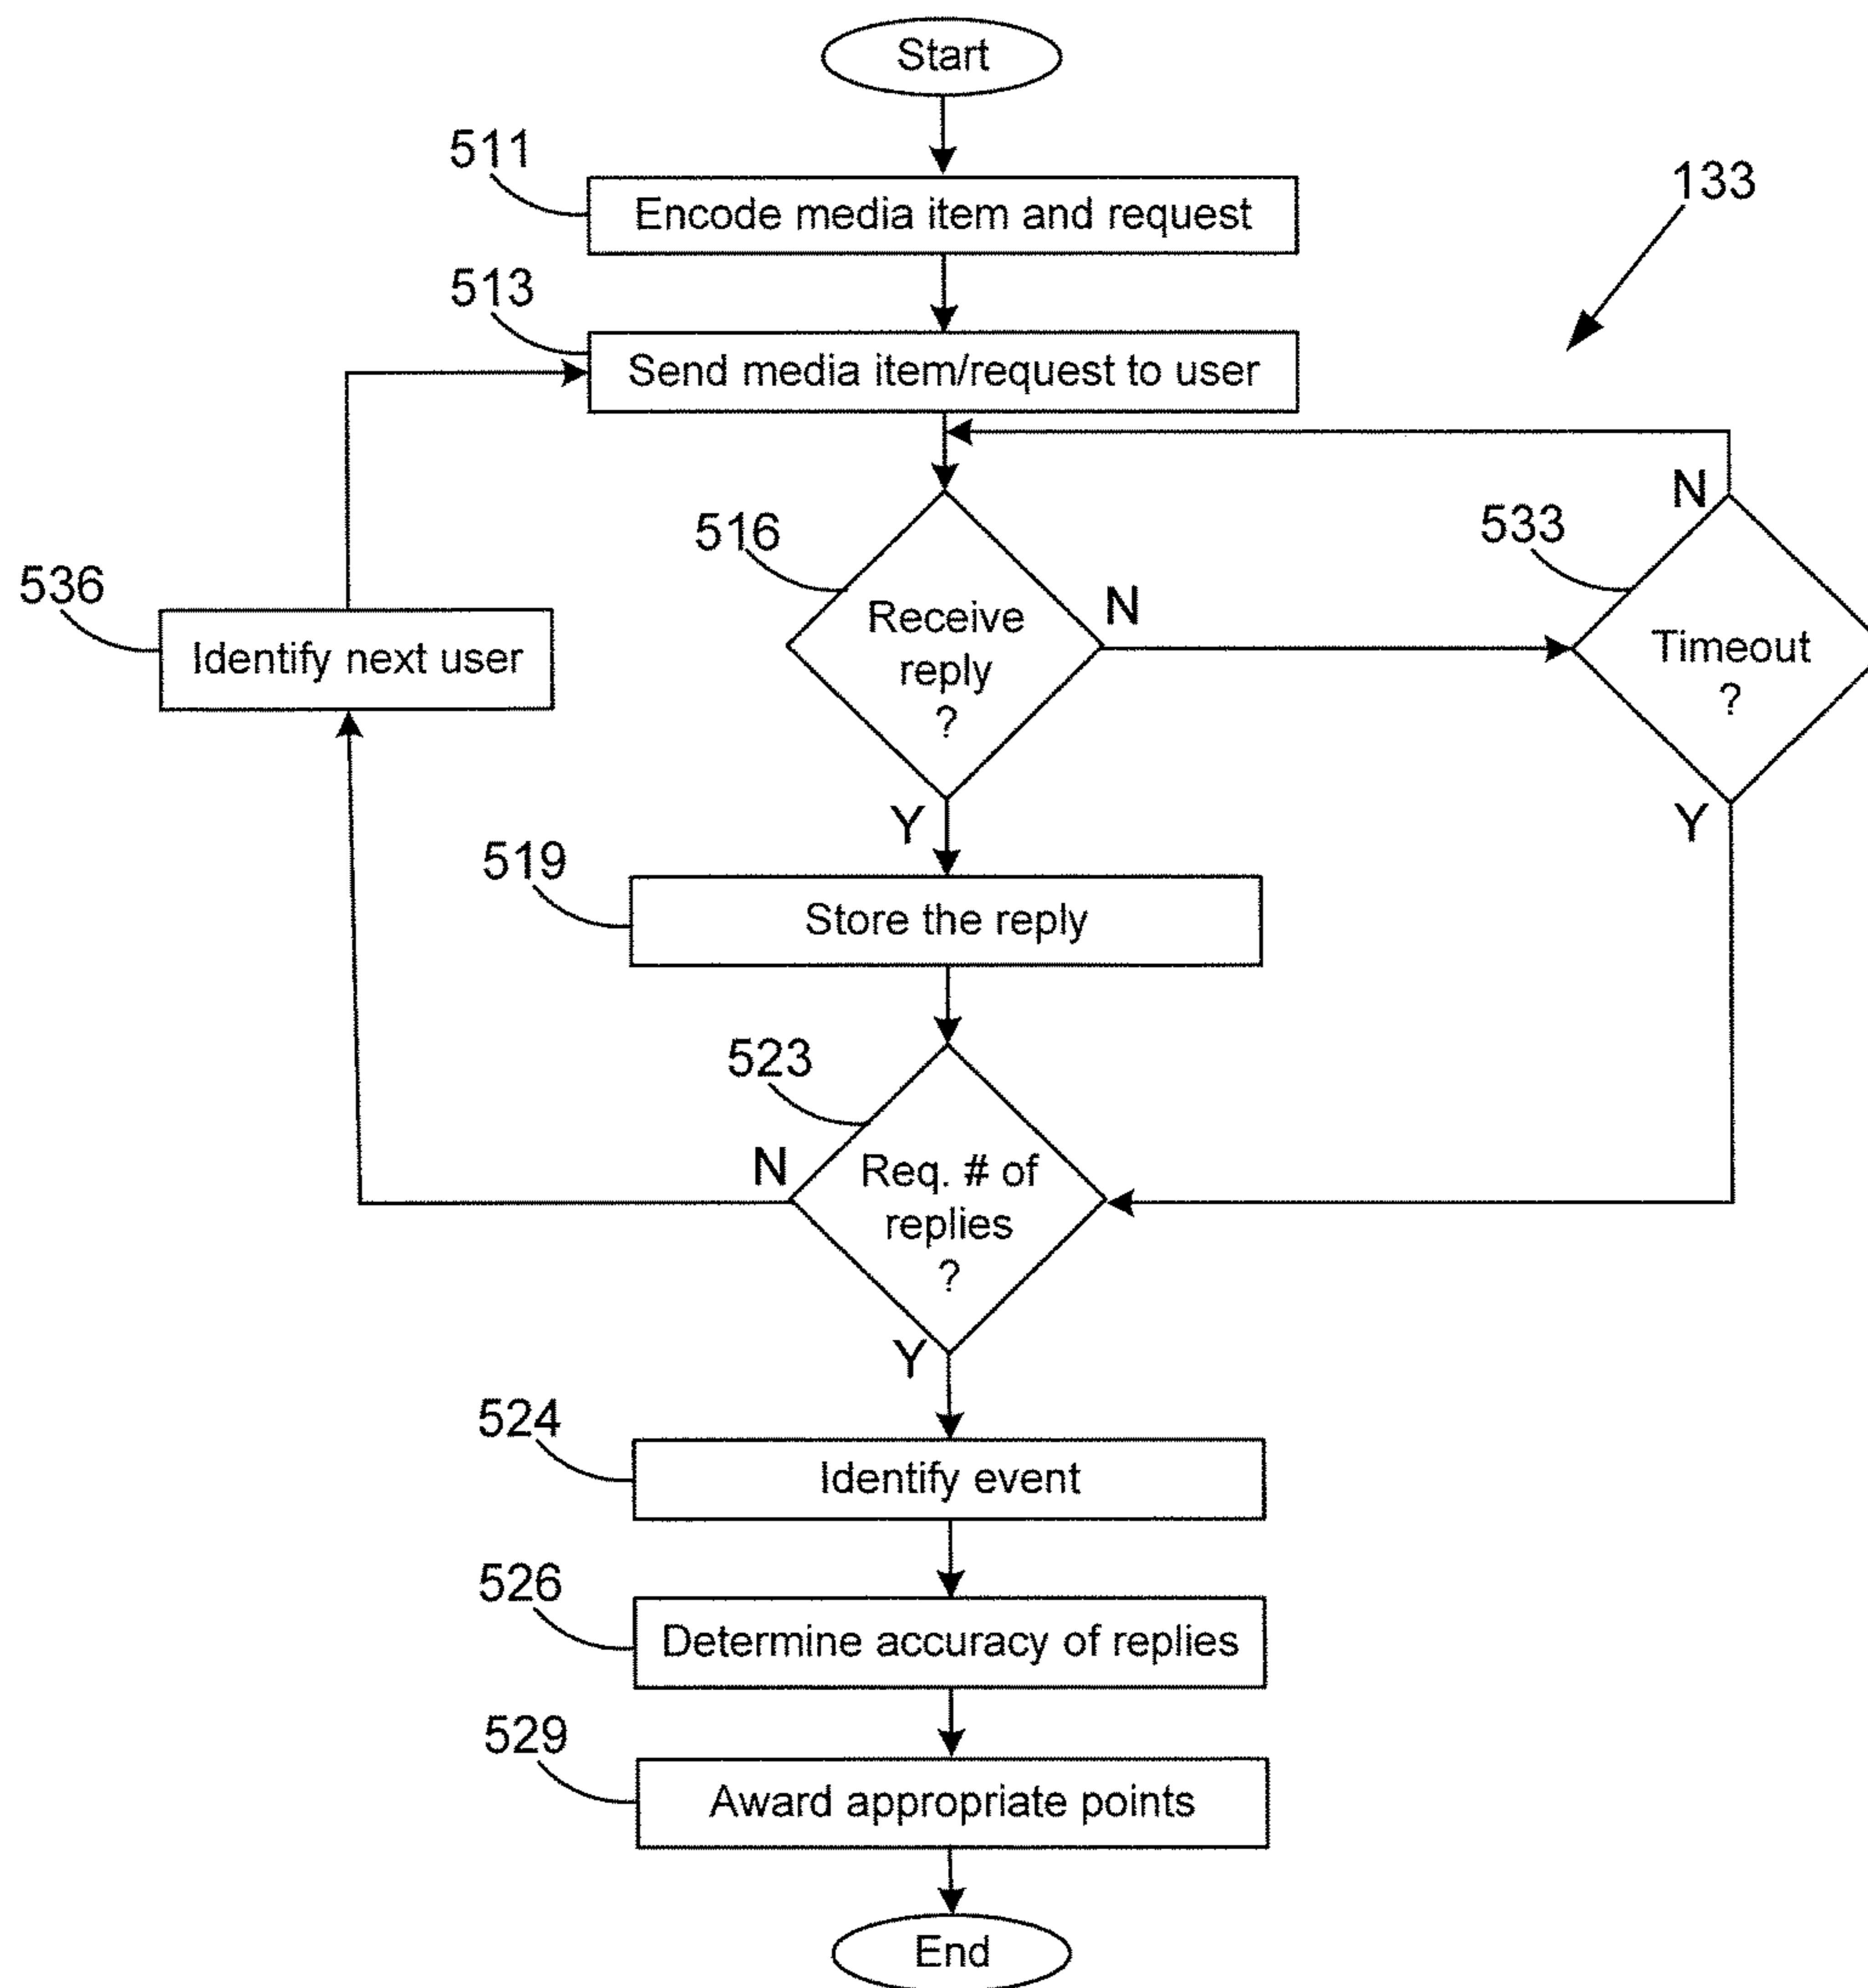 Start
511
Encode media item and request
133
513
Send media item/request to user
516
Receive
reply
?
N
533
N
Timeout
?
Y
536
Identify next user
Y
519
Store the reply
523
N
Req. # of
replies
?
Y
524
Identify event
526
Determine accuracy of replies
529
Award appropriate points
End